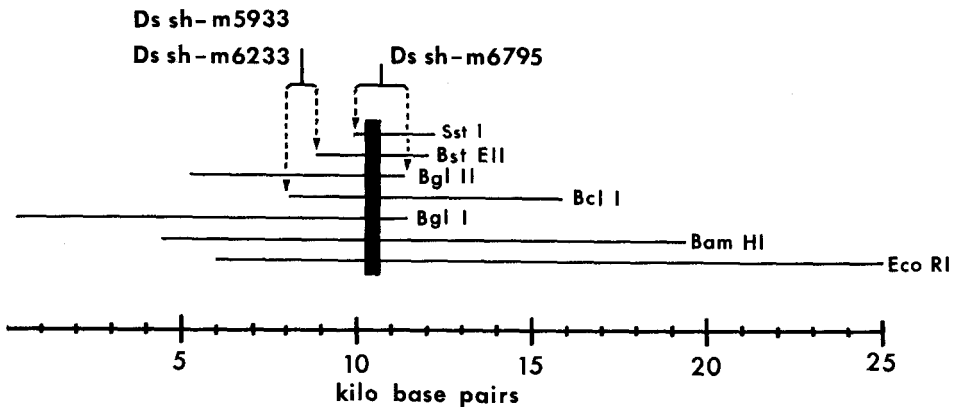 Ds sh-m5933
Ds sh-m6233
Ds sh-m6795
Sst I
Bst EII
Bgl II
Bcl I
Bgl I
Bam HI
Eco RI
5 10 15 20 25
kilo base pairs